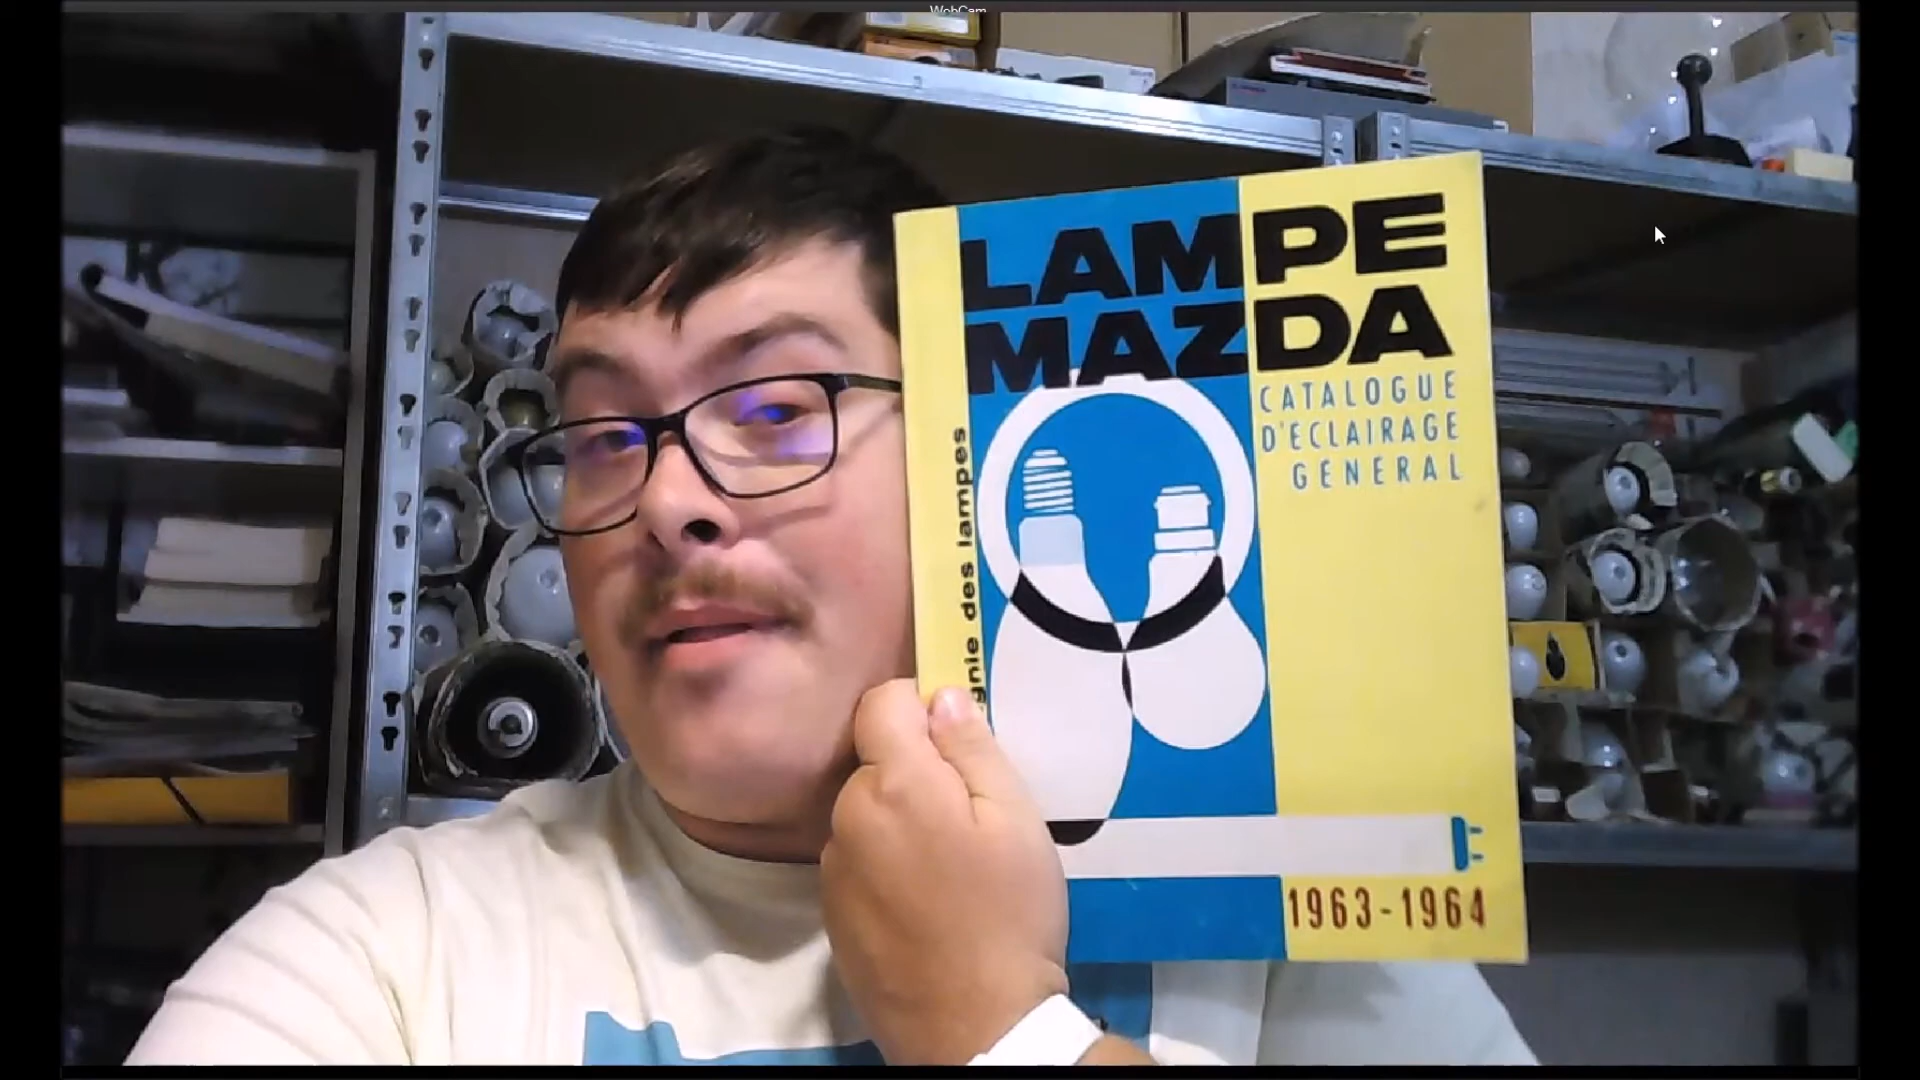 WebCam
LAMPE
MAZDA
CATALOGUE
D'ECLAIRAGE
GENERAL
gnie des lampes
1963-1964